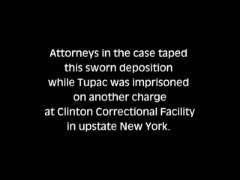 Attorneys in the case taped
this sworn deposition
while Tupac was imprisoned
on another charge
at Clinton Correctional Facility
in upstate New York.